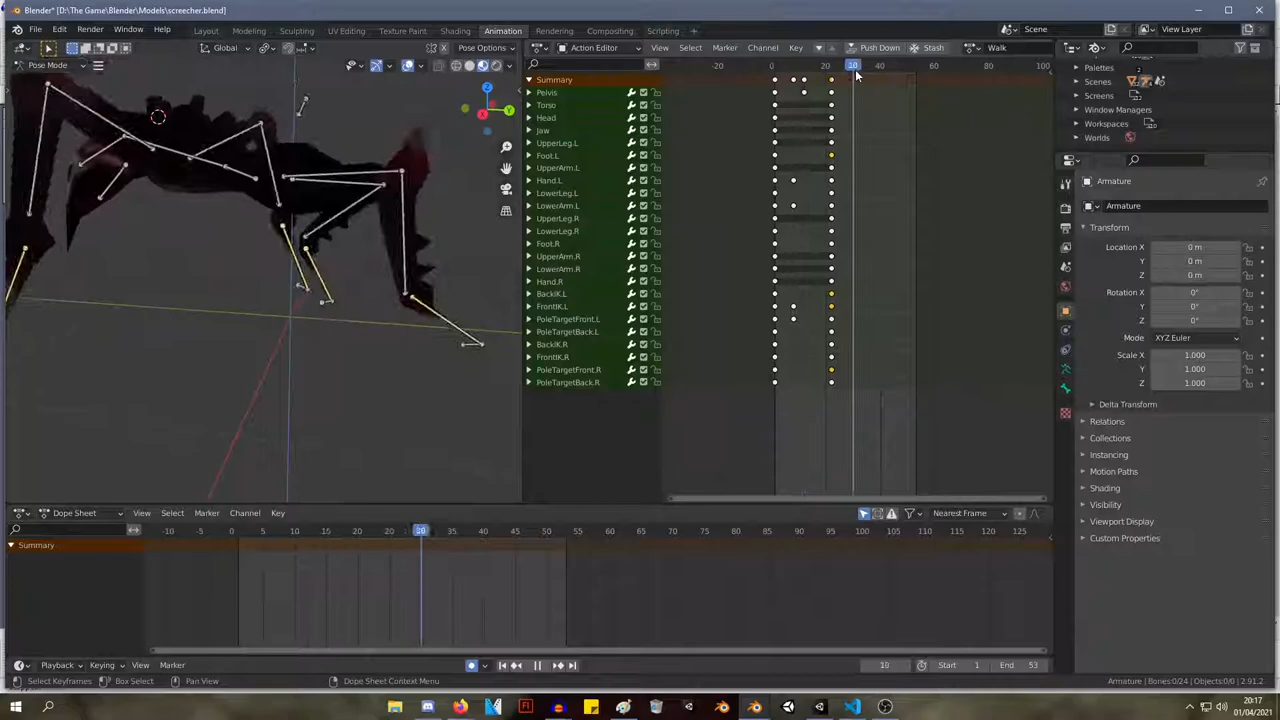 Blender* [D:\The Game\Blender\Models\screecher.blend]
File Edit Render Window Help Layout Modeling Sculpting UV Editing Texture Paint Shading Animation Rendering Compositing Scripting Scene View Layer
Global Pose Options Action Editor View Select Marker Channel Key Push Down Stash Walk
Pose Mode
-20 0 20 10 40 60 80 100
Summary
Pelvis
Torso
Head
Jaw
UpperLeg.L
Foot.L
UpperArm.L
Hand.L
LowerLeg.L
LowerArm.L
UpperLeg.R
LowerLeg.R
Foot.R
UpperArm.R
LowerArm.R
Hand.R
BackIK.L
FrontIK.L
PoleTargetFront.L
PoleTargetBack.L
BackIK.R
FrontIK.R
PoleTargetFront.R
PoleTargetBack.R
Palettes 2
Scenes
Screens
Window Managers
Workspaces
Worlds
Armature
Armature
Transform
Location X 0 m
Y 0 m
Z 0 m
Rotation X 0°
Y 0°
Z 0°
Mode XYZ Euler
Scale X 1.000
Y 1.000
Z 1.000
Delta Transform
Relations
Collections
Instancing
Motion Paths
Shading
Visibility
Viewport Display
Custom Properties
Dope Sheet View Select Marker Channel Key Nearest Frame
-10 -5 0 5 10 15 20 25 30 35 40 45 50 55 60 65 70 75 80 85 90 95 100 105 110 115 120 125
Summary
Playback Keying View Marker 10 Start 1 End 53
Select Keyframes Box Select Pan View Dope Sheet Context Menu Armature | Bones:0/24 | Objects:0/0 | 2.91.2
20:17
01/04/2021